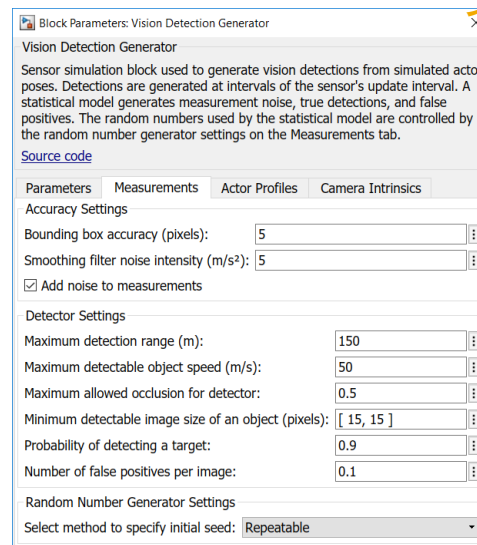 Block Parameters: Vision Detection Generator
Vision Detection Generator
Sensor simulation block used to generate vision detections from simulated acto
poses. Detections are generated at intervals of the sensor's update interval. A
statistical model generates measurement noise, true detections, and false
positives. The random numbers used by the statistical model are controlled by
the random number generator settings on the Measurements tab.
Source code
Parameters Measurements Actor Profiles Camera Intrinsics
Accuracy Settings
Bounding box accuracy (pixels): 5
Smoothing filter noise intensity (m/s²): 5
Add noise to measurements
Detector Settings
Maximum detection range (m): 150
Maximum detectable object speed (m/s): 50
Maximum allowed occlusion for detector: 0.5
Minimum detectable image size of an object (pixels): [ 15, 15 ]
Probability of detecting a target: 0.9
Number of false positives per image: 0.1
Random Number Generator Settings
Select method to specify initial seed: Repeatable